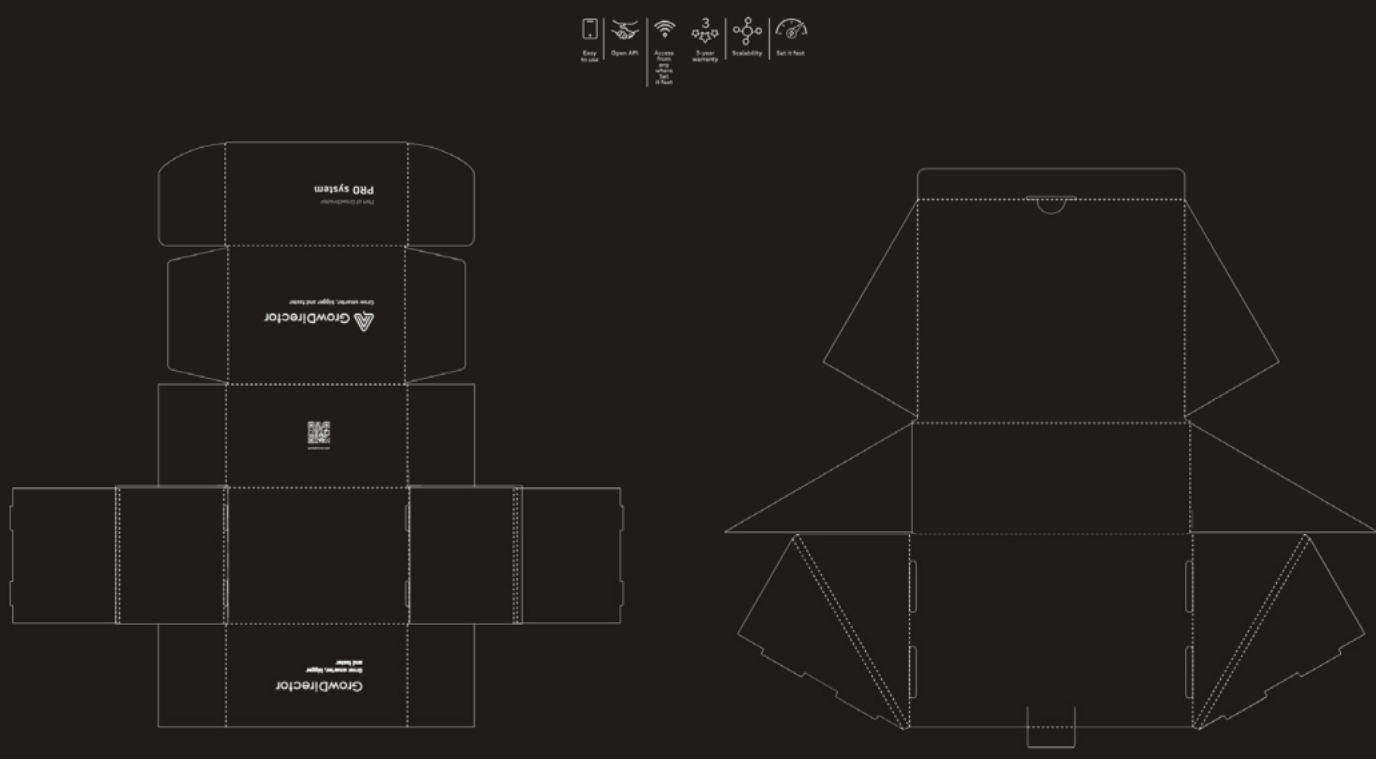 Easy
to use
Open API
Access
from
any
where
Set
it fast
3
3-year
warranty
Scalability
Set it fast
PRO system
Part of GrowDirector
Grow smarter, bigger and faster
GrowDirector
Grow smarter, bigger
and faster
GrowDirector